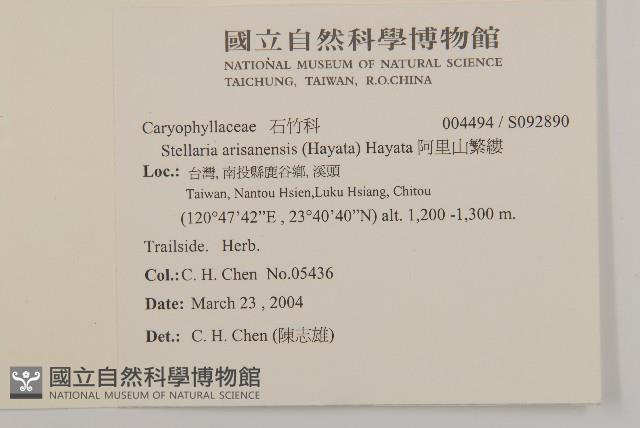 國立自然科學博物館
NATIONAL MUSEUM OF NATURAL SCIENCE
TAICHUNG, TAIWAN, R.O.CHINA
Caryophyllaceae 石竹科 004494 / S092890
Stellaria arisanensis (Hayata) Hayata 阿里山繁縷
Loc.: 台灣, 南投縣鹿谷鄉, 溪頭
Taiwan, Nantou Hsien,Luku Hsiang, Chitou
(120°47’42”E , 23°40’40”N) alt. 1,200 -1,300 m.
Trailside. Herb.
Col.: C. H. Chen No.05436
Date: March 23 , 2004
Det.: C. H. Chen (陳志雄)
國立自然科學博物館
NATIONAL MUSEUM OF NATURAL SCIENCE